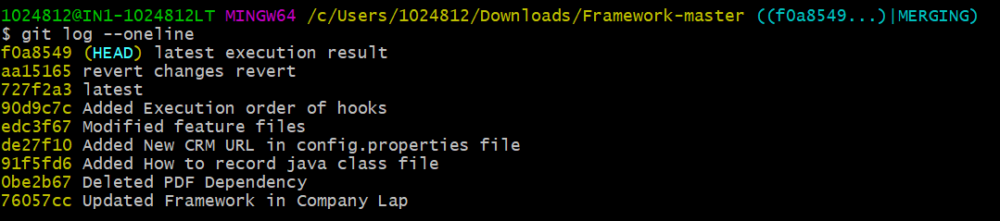 1024812@IN1-1024812LT MINGW64 /c/Users/1024812/Downloads/Framework-master ((f0a8549...)|MERGING)
$ git log --oneline
f0a8549 (HEAD) latest execution result
aa15165 revert changes revert
727f2a3 latest
90d9c7c Added Execution order of hooks
edc3f67 Modified feature files
de27f10 Added New CRM URL in config.properties file
91f5fd6 Added How to record java class file
0be2b67 Deleted PDF Dependency
76057cc Updated Framework in Company Lap